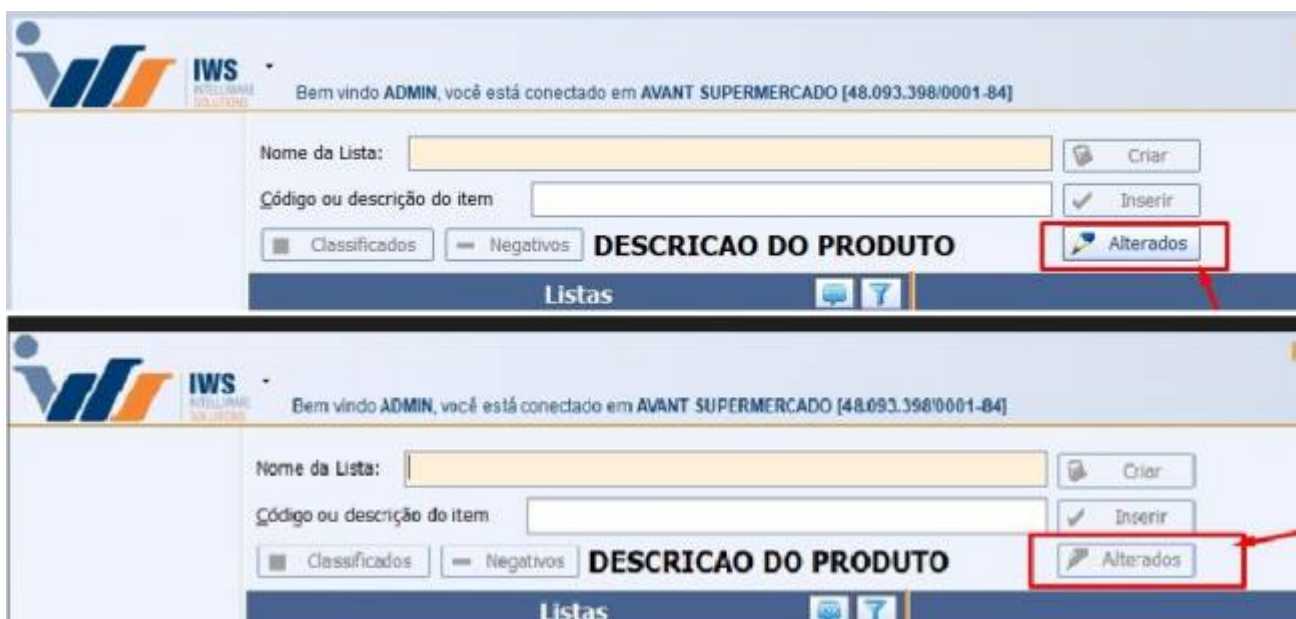 IWS
INTELLIWARE
SOLUTIONS
Bem vindo ADMIN, você está conectado em AVANT SUPERMERCADO [48.093.398/0001-84]
Nome da Lista:
Criar
Código ou descrição do item
Inserir
Classificados
Negativos
DESCRICAO DO PRODUTO
Alterados
Listas
IWS
Bem vindo ADMIN, você está conectado em AVANT SUPERMERCADO [48.093.398/0001-84]
Nome da Lista:
Criar
Código ou descrição do item
Inserir
Classificados
Negativos
DESCRICAO DO PRODUTO
Alterados
Listas